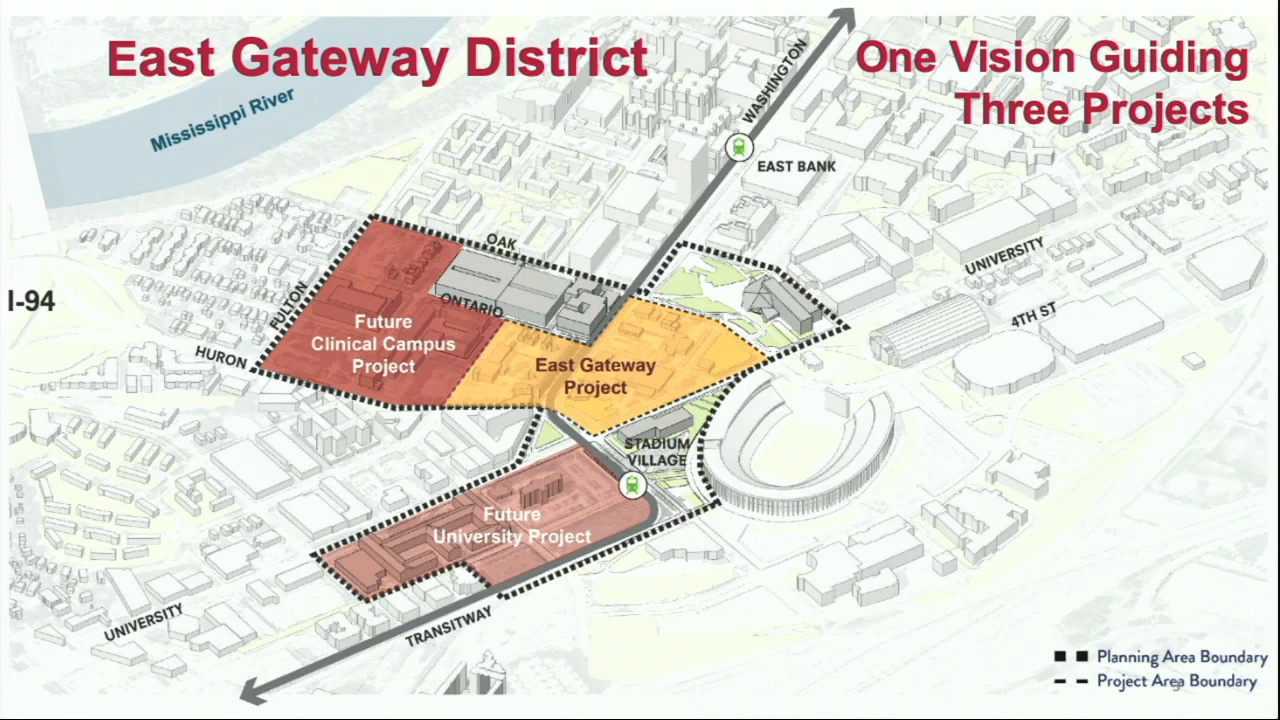 East Gateway District
One Vision Guiding
Three Projects
Mississippi River
WASHINGTON
EAST BANK
OAK
UNIVERSITY
I-94
FULTON
ONTARIO
4TH ST
Future
Clinical Campus
Project
HURON
East Gateway
Project
STADIUM
VILLAGE
Future
University Project
UNIVERSITY
TRANSITWAY
Planning Area Boundary
Project Area Boundary